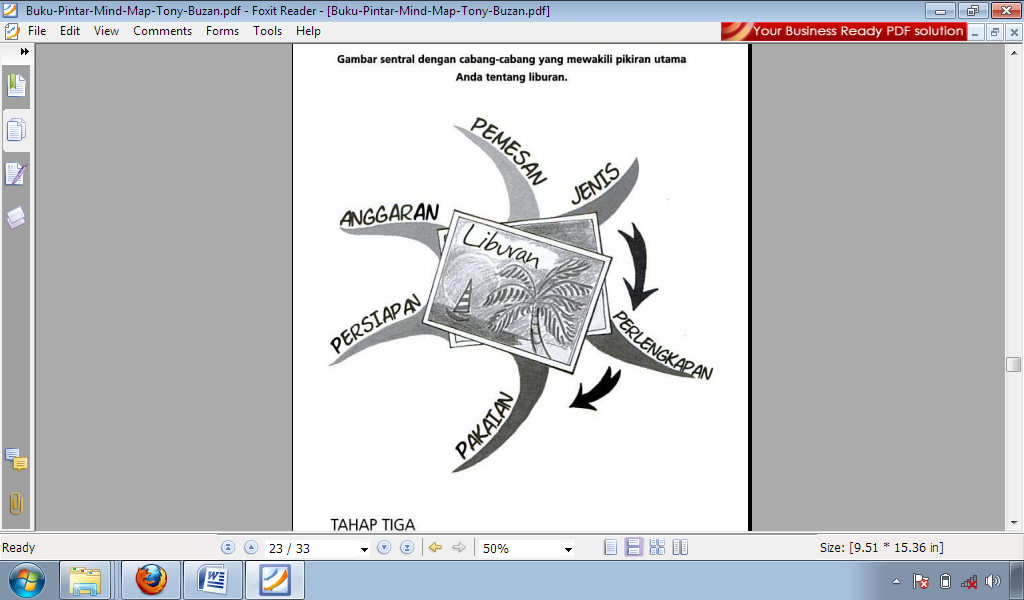 Buku-Pintar-Mind-Map-Tony-Buzan.pdf - Foxit Reader - [Buku-Pintar-Mind-Map-Tony-Buzan.pdf]
File Edit View Comments Forms Tools Help
Your Business Ready PDF solution
Gambar sentral dengan cabang-cabang yang mewakili pikiran utama
Anda tentang liburan.
PEMESAN
JENIS
ANGGARAN
Liburan
PERSIAPAN
PERLENGKAPAN
PAKAIAN
TAHAP TIGA
Ready
23 / 33
50%
Size: [9.51 * 15.36 in]